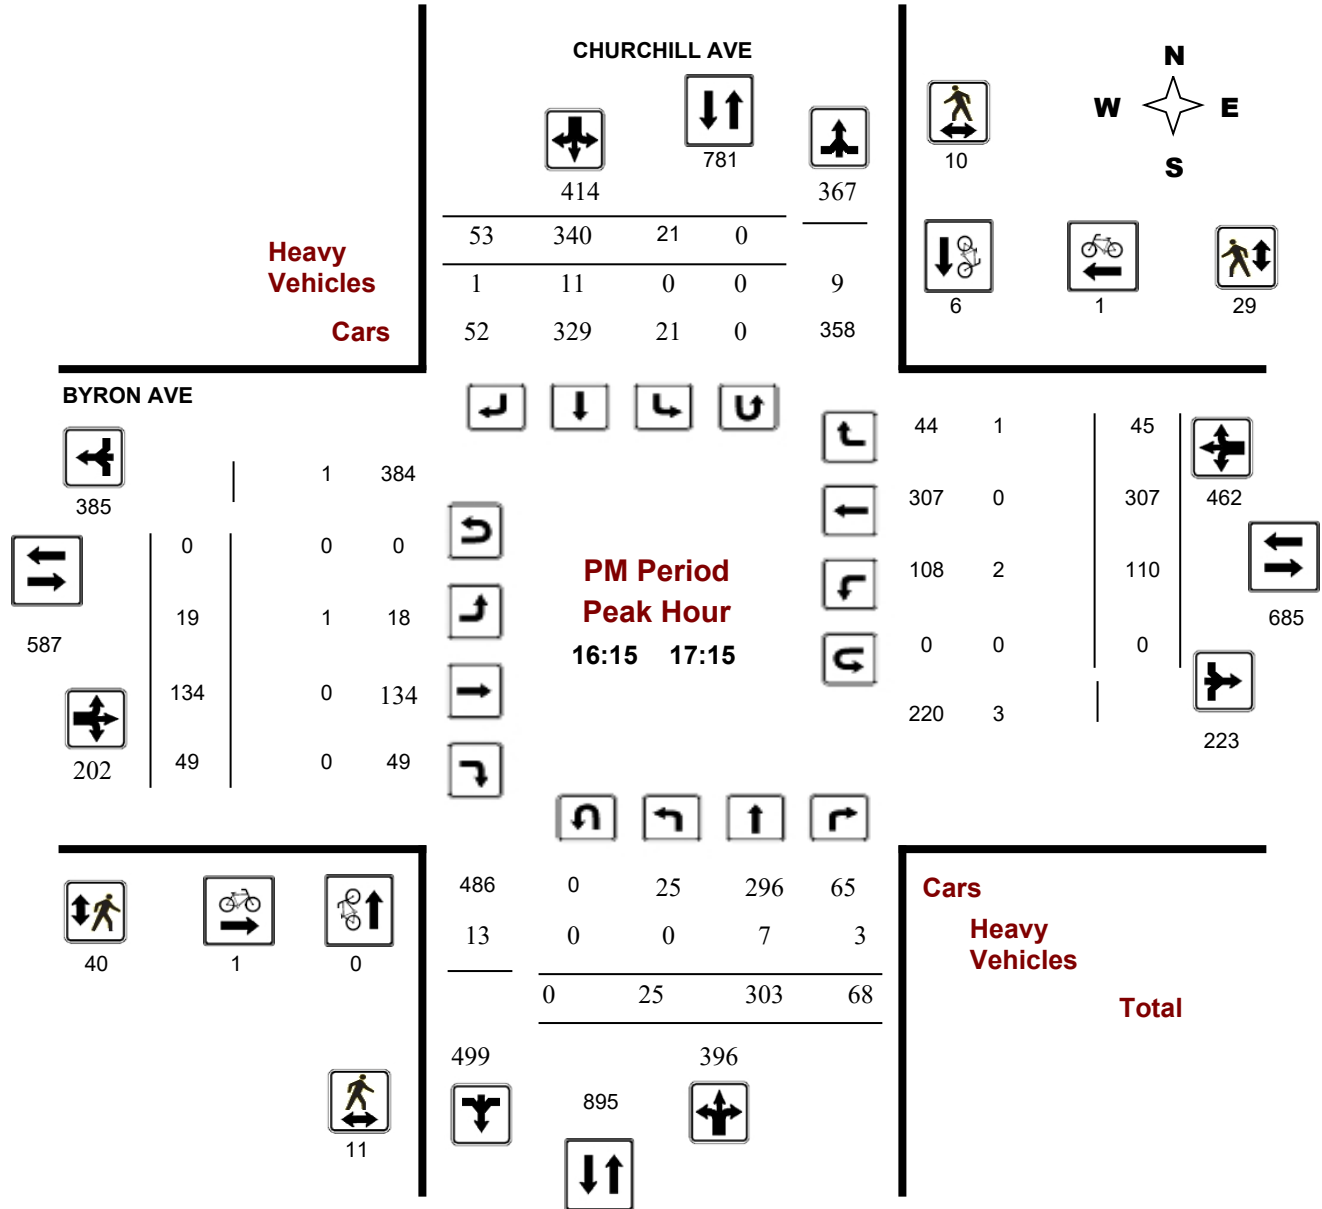 CHURCHILL AVE
N
W E
S
781
10
414 367
53 340 21 0
Heavy
Vehicles
1 11 0 0 9
6 1 29
Cars
52 329 21 0 358
BYRON AVE
44 1 45
1 384
385
307 0 307 462
0 0 0
PM Period
108 2 110
Peak Hour
19 1 18
685
587
16:15 17:15
0 0 0
134 0 134
220 3
223
202
49 0 49
486 0 25 296 65
Cars
13 0 0 7 3
Heavy
Vehicles
40 1 0
0 25 303 68
Total
499 396
895
11